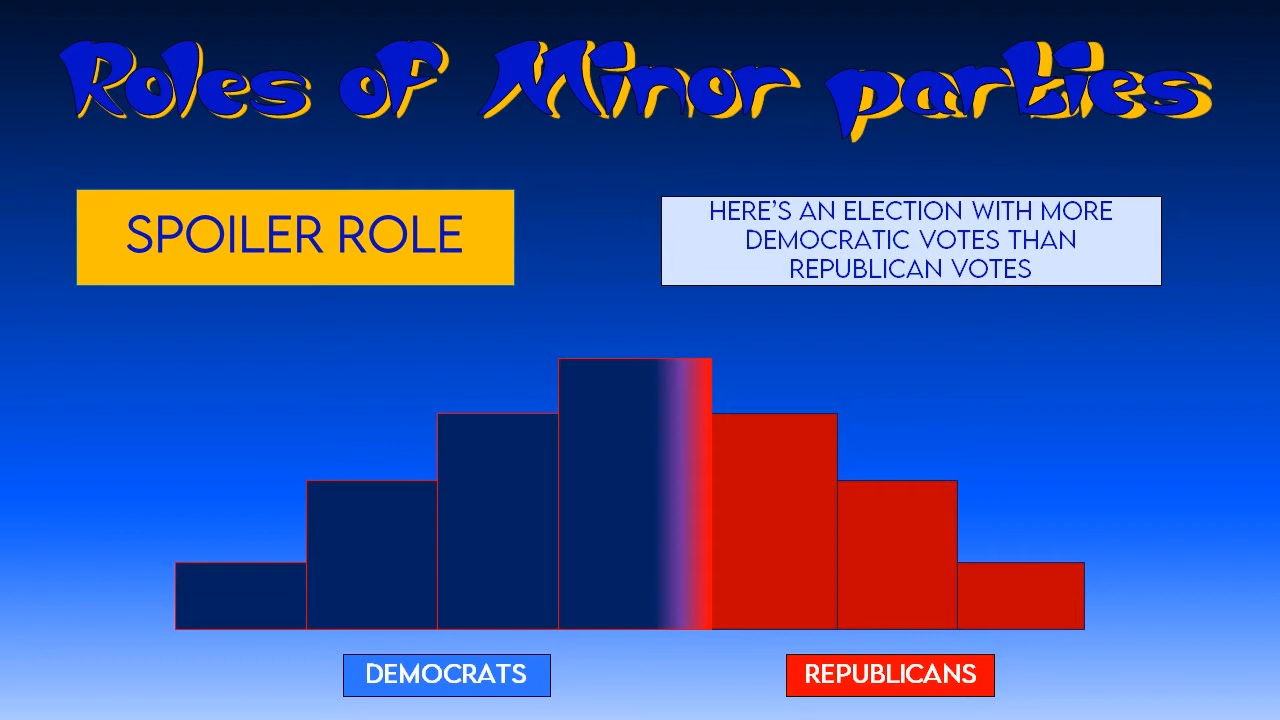 Roles of Minor parties
SPOILER ROLE
HERE'S AN ELECTION WITH MORE
DEMOCRATIC VOTES THAN
REPUBLICAN VOTES
DEMOCRATS
REPUBLICANS